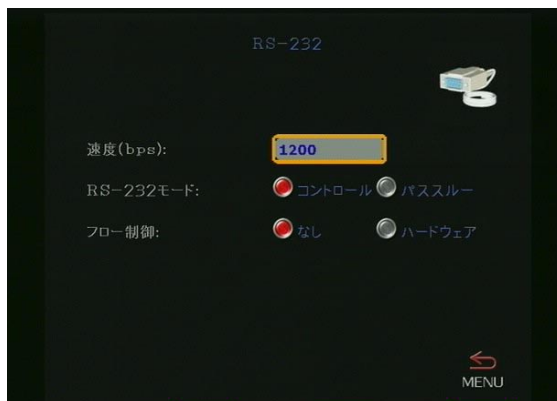 RS-232
速度(bps): 1200
RS-232モード: コントロール パススルー
フロー制御: なし ハードウェア
MENU